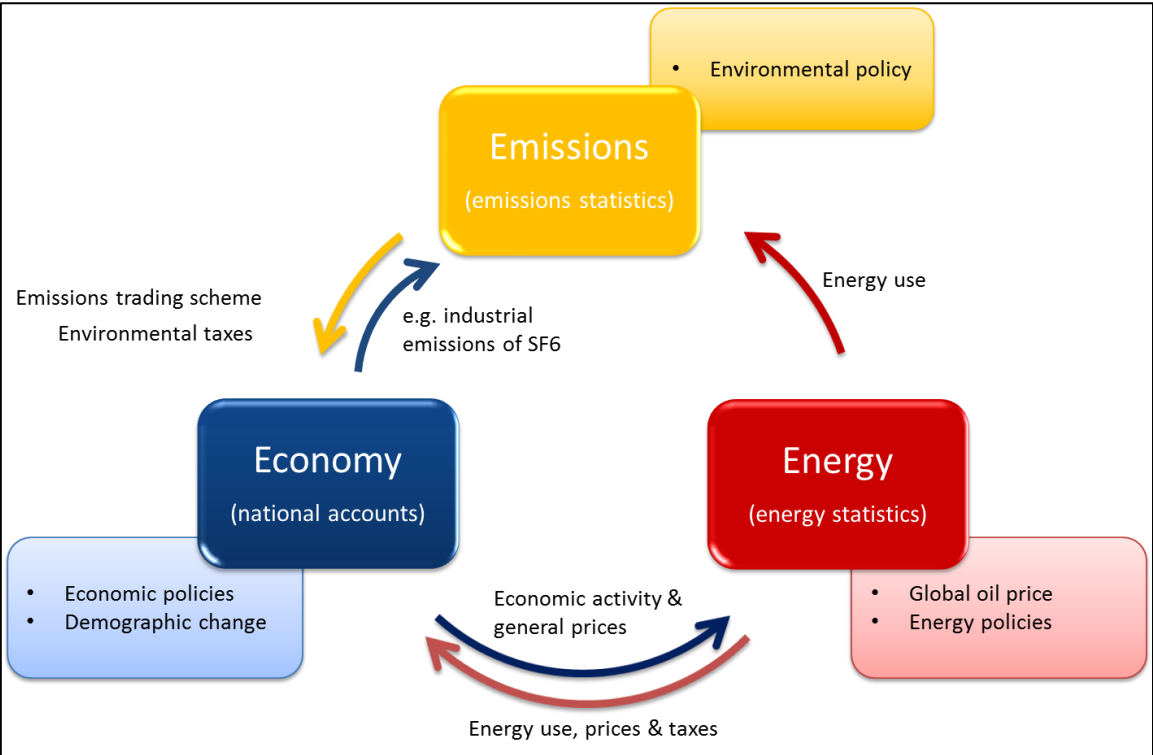 • Environmental policy
Emissions
(emissions statistics)
Emissions trading scheme
Environmental taxes
e.g. industrial
emissions of SF6
Energy use
Economy
(national accounts)
Energy
(energy statistics)
• Economic policies
• Demographic change
Economic activity &
general prices
• Global oil price
• Energy policies
Energy use, prices & taxes